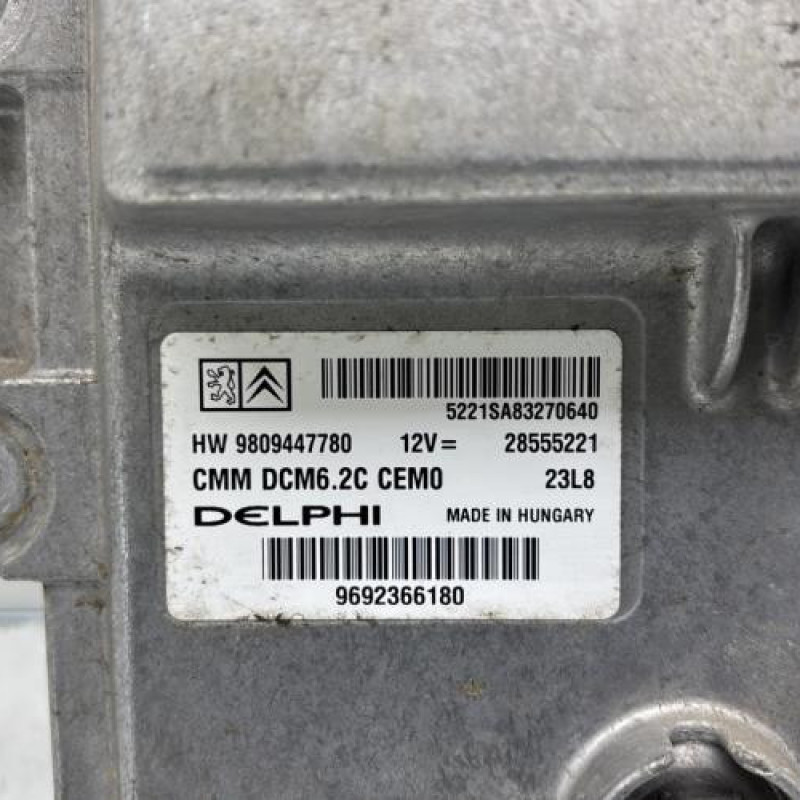 5221SA83270640
HW 9809447780 12V= 28555221
CMM DCM6.2C CEM0 23L8
DELPHI MADE IN HUNGARY
9692366180